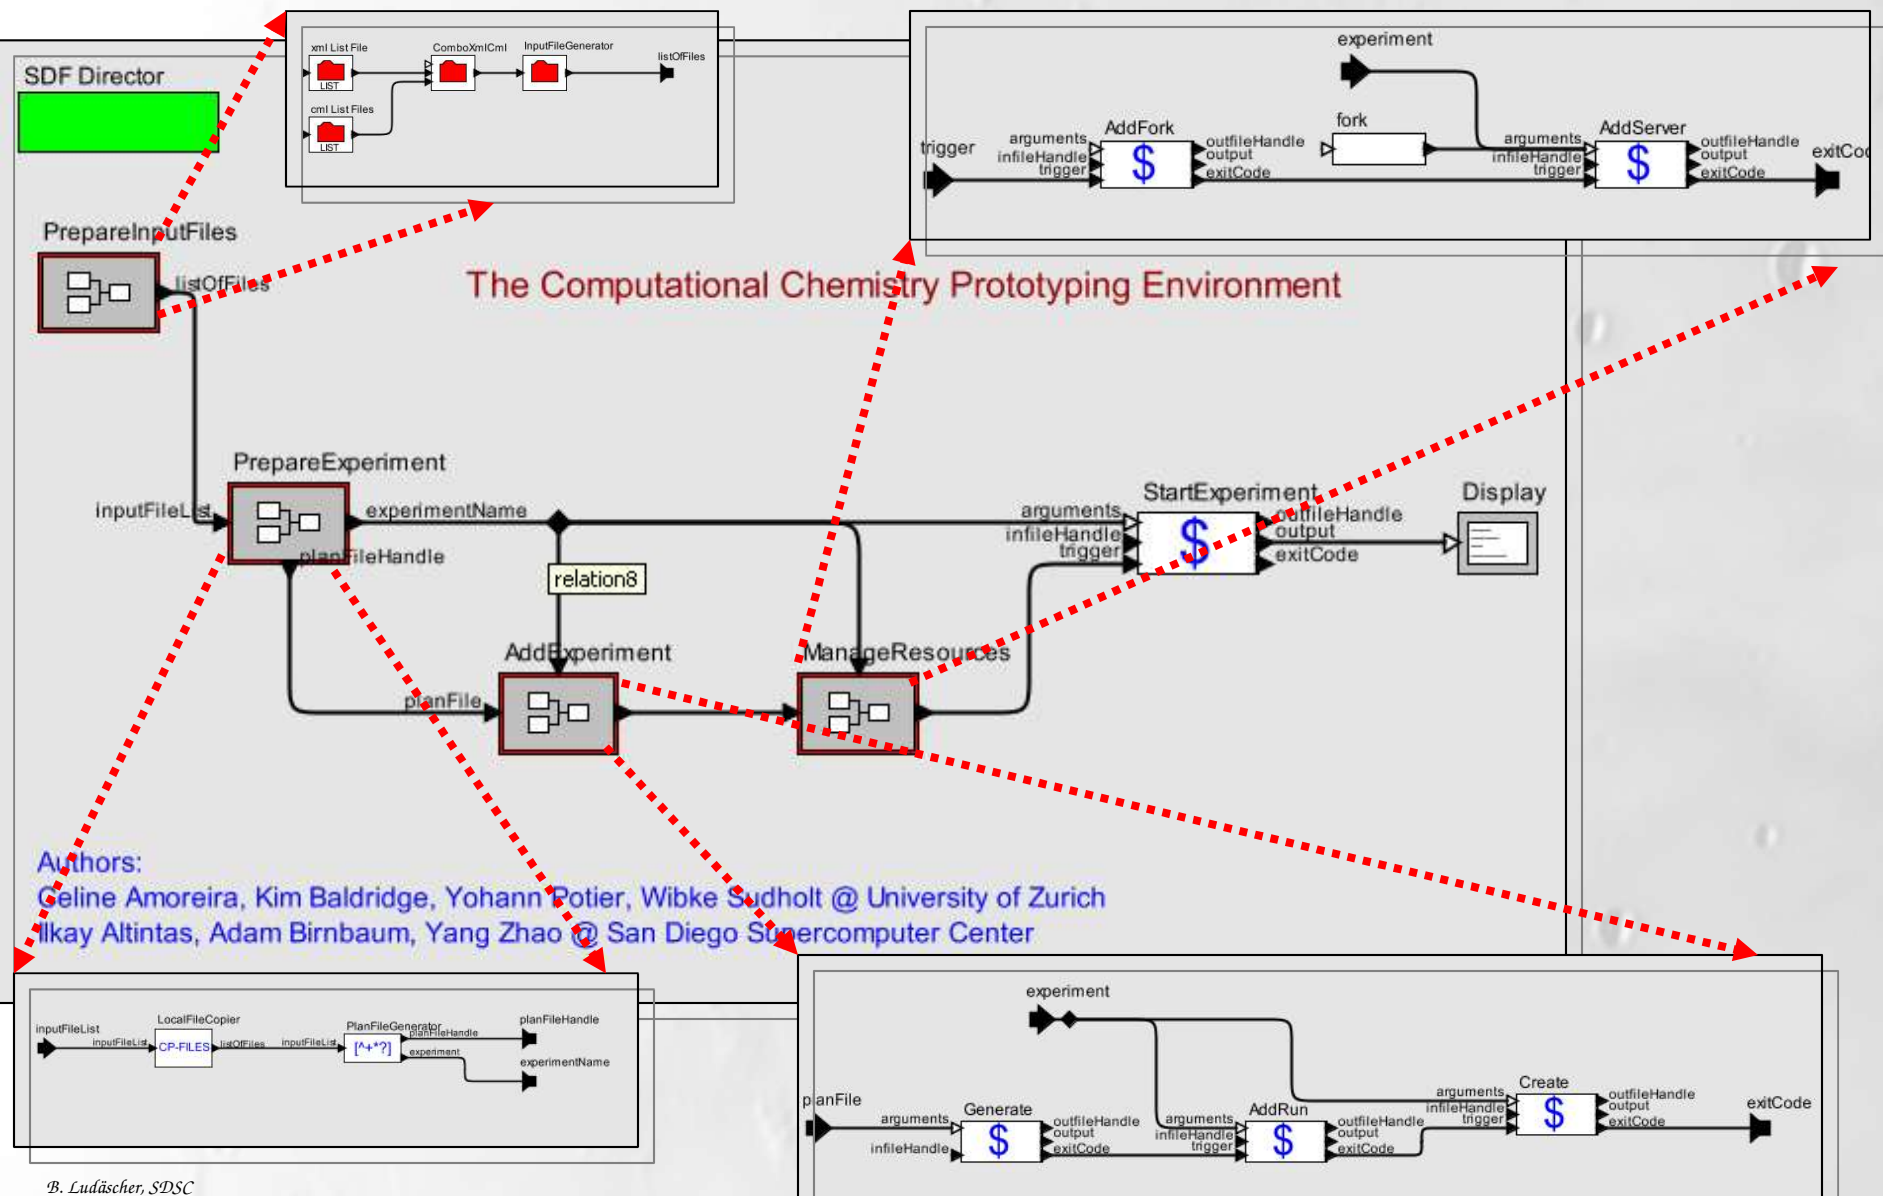 SDF Director
xml List File
ComboXmlCml
InputFileGenerator
listOfFiles
LIST
cml List Files
LIST
experiment
trigger
arguments
infileHandle
trigger
AddFork
$
outfileHandle
output
exitCode
fork
arguments
infileHandle
trigger
AddServer
$
outfileHandle
output
exitCode
PrepareInputFiles
listOfFiles
The Computational Chemistry Prototyping Environment
PrepareExperiment
inputFileList
experimentName
planFileHandle
relation8
arguments
infileHandle
trigger
StartExperiment
$
outfileHandle
output
exitCode
Display
AddExperiment
planFile
ManageResources
Authors:
Celine Amoreira, Kim Baldridge, Yohann Potier, Wibke Sudholt @ University of Zurich
Ilkay Altintas, Adam Birnbaum, Yang Zhao @ San Diego Supercomputer Center
inputFileList
inputFileList
LocalFileCopier
CP-FILES
listOfFiles
inputFileList
PlanFileGenerator
[^+*?]
planFileHandle
experiment
planFileHandle
experimentName
experiment
planFile
arguments
infileHandle
Generate
$
outfileHandle
output
exitCode
arguments
infileHandle
trigger
AddRun
$
outfileHandle
output
exitCode
arguments
infileHandle
trigger
Create
$
outfileHandle
output
exitCode
exitCode
B. Ludäscher, SDSC